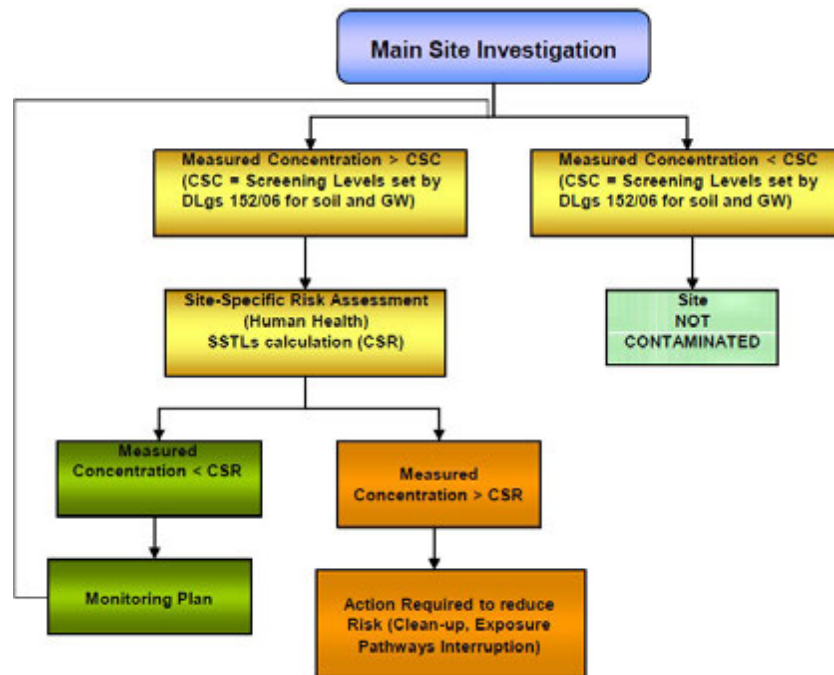 Main Site Investigation
Measured Concentration > CSC
(CSC = Screening Levels set by
DLgs 152/06 for soil and GW)
Measured Concentration < CSC
(CSC = Screening Levels set by
DLgs 152/06 for soil and GW)
Site-Specific Risk Assessment
(Human Health)
SSTLs calculation (CSR)
Site
NOT
CONTAMINATED
Measured
Concentration < CSR
Measured
Concentration > CSR
Monitoring Plan
Action Required to reduce
Risk (Clean-up, Exposure
Pathways Interruption)